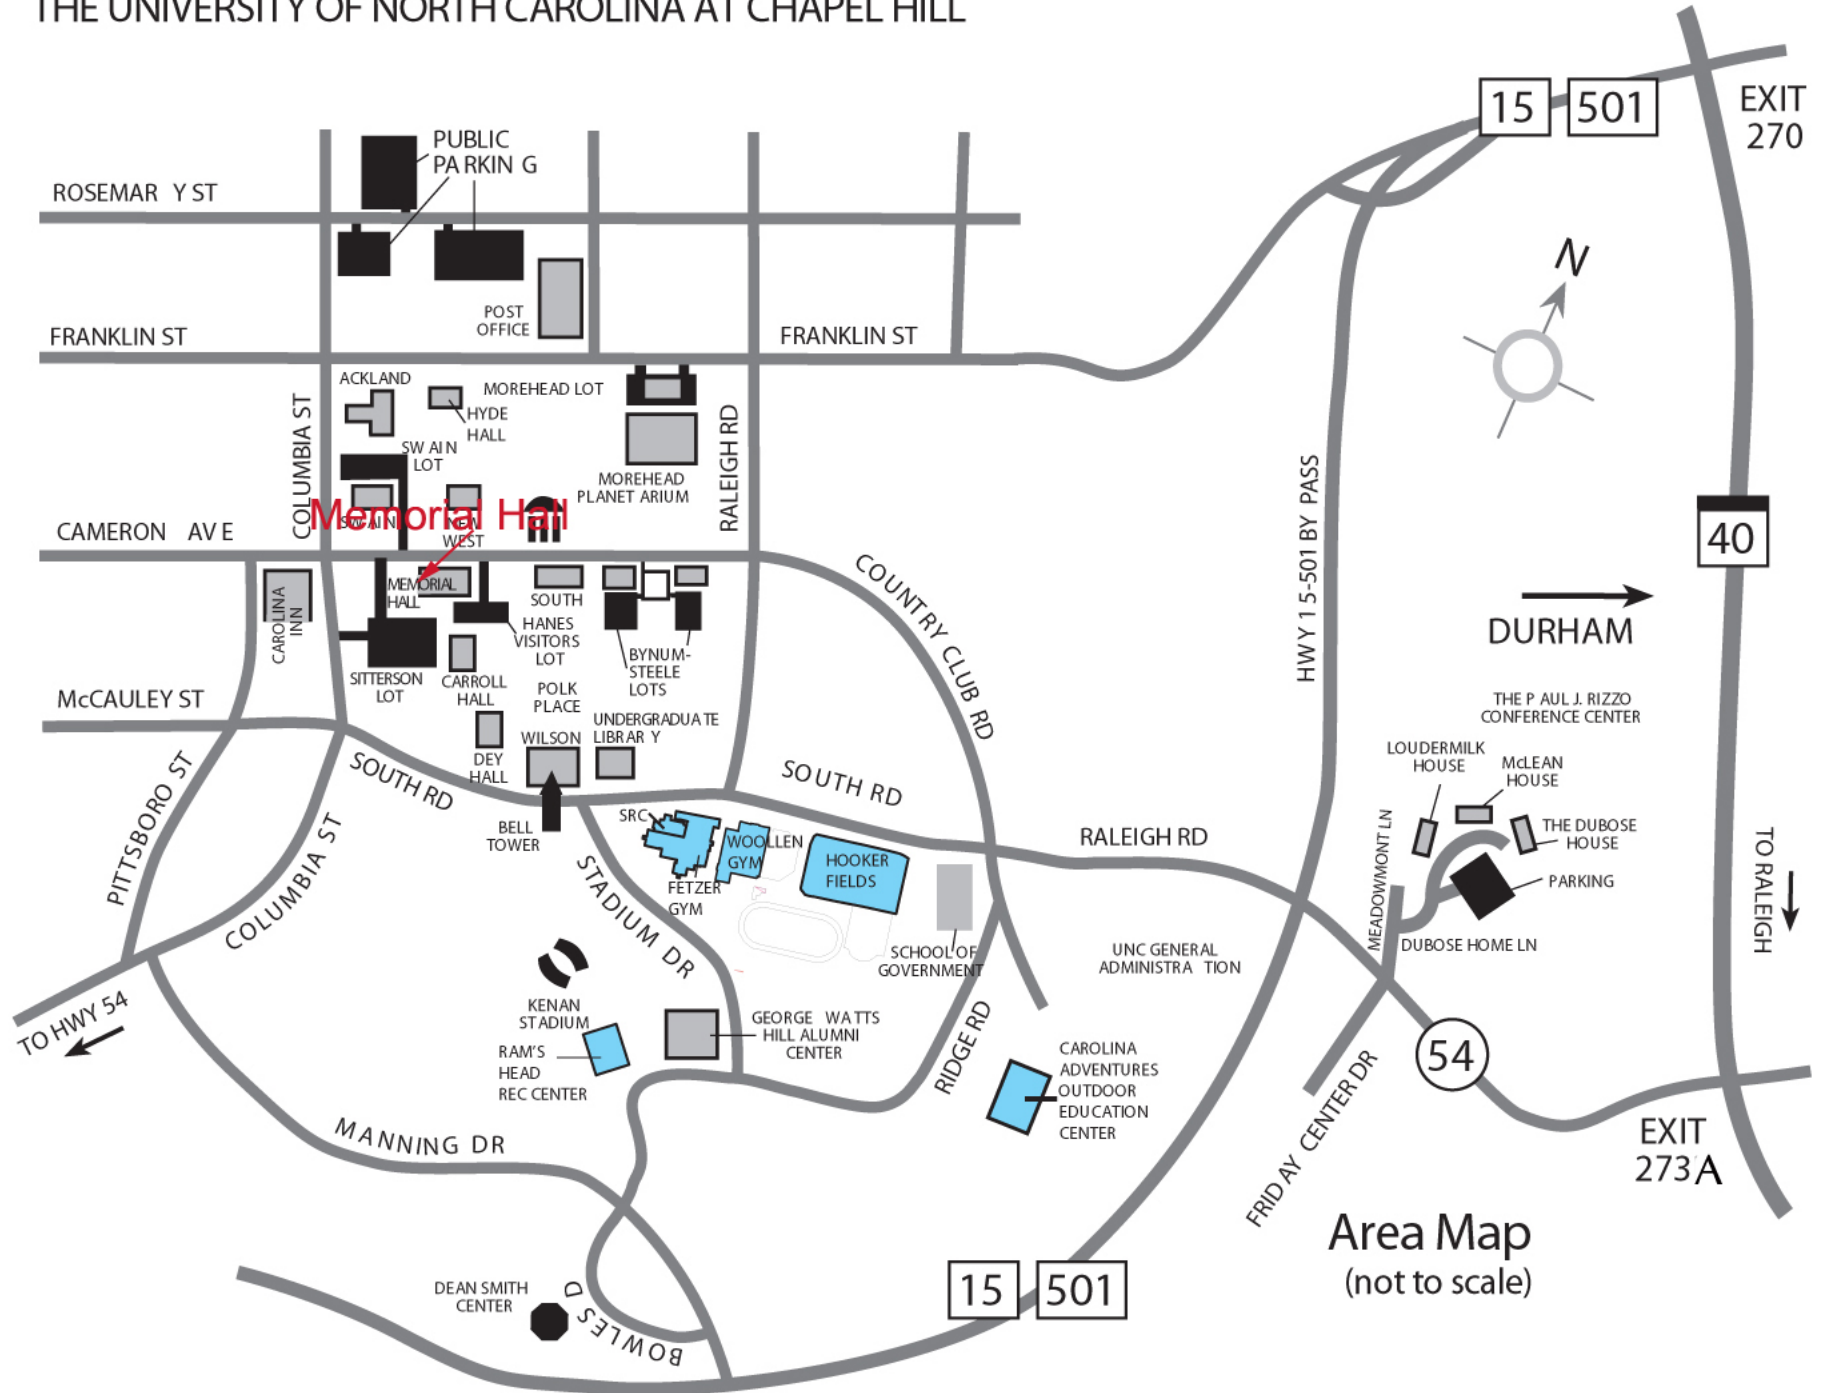 THE UNIVERSITY OF NORTH CAROLINA AT CHAPEL HILL
15
501
EXIT
270
PUBLIC
PARKIN G
ROSEMAR Y ST
N
POST
OFFICE
FRANKLIN ST
FRANKLIN ST
ACKLAND
MOREHEAD LOT
HYDE
HALL
COLUMBIA ST
SW AIN
LOT
RALEIGH RD
MOREHEAD
PLANET ARIUM
Memorial Hall
SWAIN
NEW
WEST
CAMERON AV E
HWY 1 5-501 BY PASS
40
COUNTRY CLUB RD
MEMORIAL
HALL
CAROLINA
INN
SOUTH
HANES
VISITORS
LOT
BYNUM-
STEELE
LOTS
DURHAM
SITTERSON
LOT
CARROLL
HALL
POLK
PLACE
McCAULEY ST
UNDERGRADUA TE
LIBRAR Y
WILSON
DEY
HALL
THE P AUL J. RIZZO
CONFERENCE CENTER
LOUDERMILK
HOUSE
McLEAN
HOUSE
SOUTH RD
SOUTH RD
PITTSBORO ST
COLUMBIA ST
BELL
TOWER
SRC
WOOLLEN
GYM
HOOKER
FIELDS
FETZER
GYM
RALEIGH RD
MEADOWMONT LN
THE DUBOSE
HOUSE
PARKING
DUBOSE HOME LN
TO RALEIGH
STADIUM DR
SCHOOL OF
GOVERNMENT
UNC GENERAL
ADMINISTRA TION
KENAN
STADIUM
GEORGE WA TTS
HILL ALUMNI
CENTER
TO HWY 54
RAM'S
HEAD
REC CENTER
RIDGE RD
CAROLINA
ADVENTURES
OUTDOOR
EDUCATION
CENTER
54
FRID AY CENTER DR
MANNING DR
EXIT
273 A
Area Map
(not to scale)
DEAN SMITH
CENTER
BOWLES D
15
501